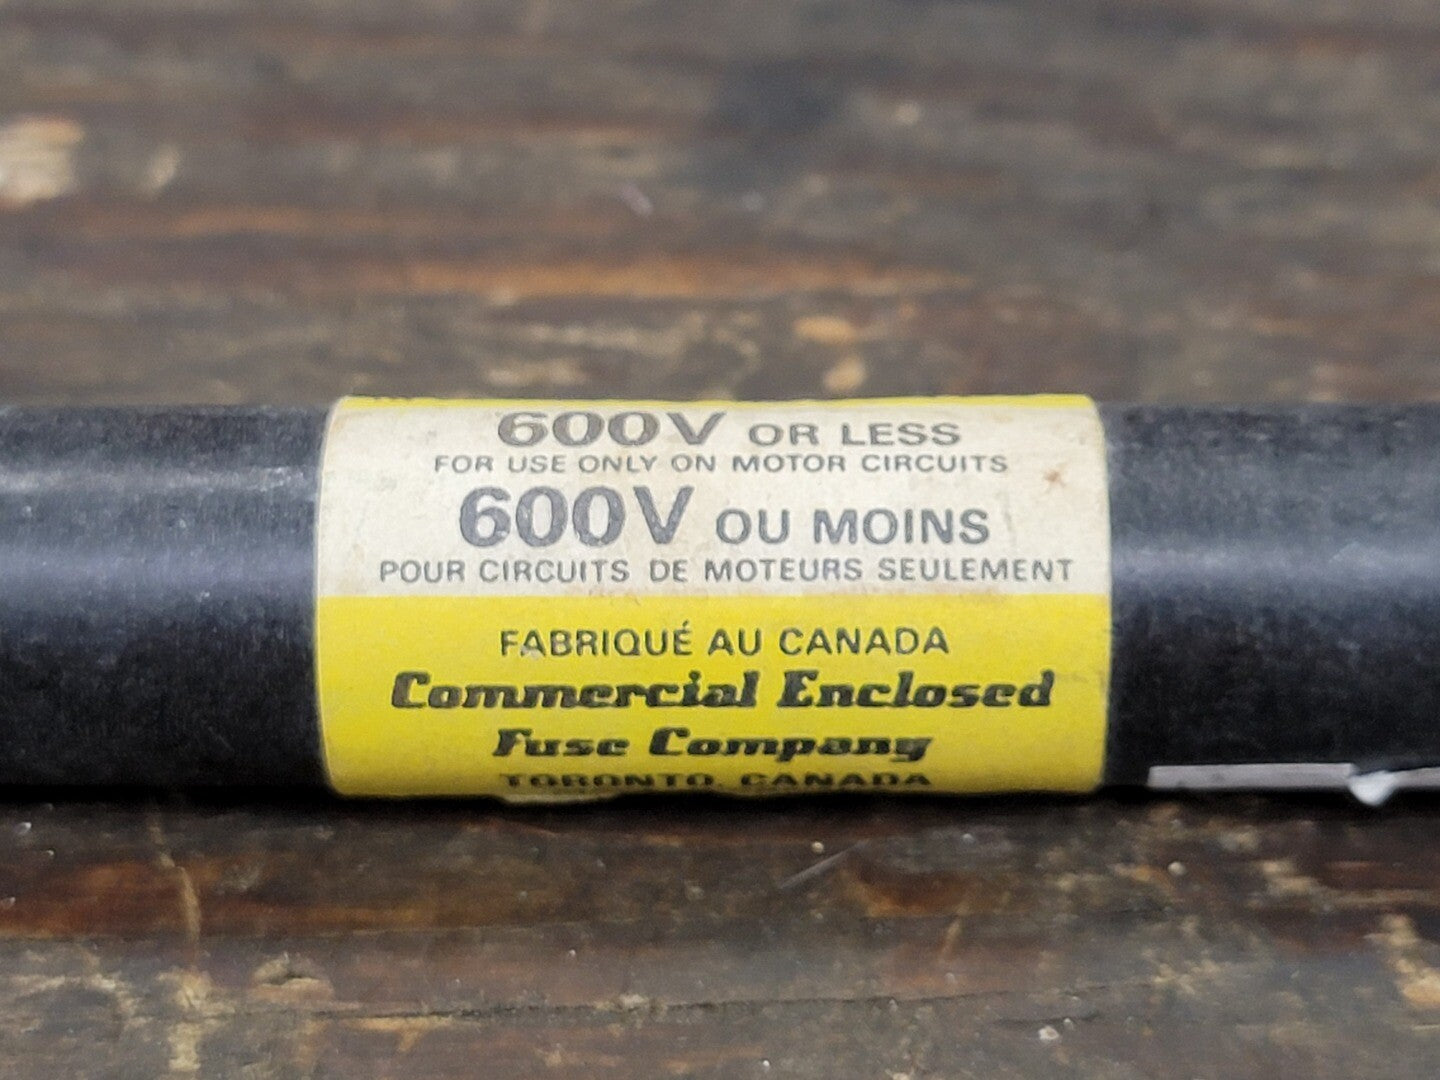 600V OR LESS
FOR USE ONLY ON MOTOR CIRCUITS
600V OU MOINS
POUR CIRCUITS DE MOTEURS SEULEMENT
FABRIQUÉ AU CANADA
Commercial Enclosed
Fuse Company
TORONTO, CANADA